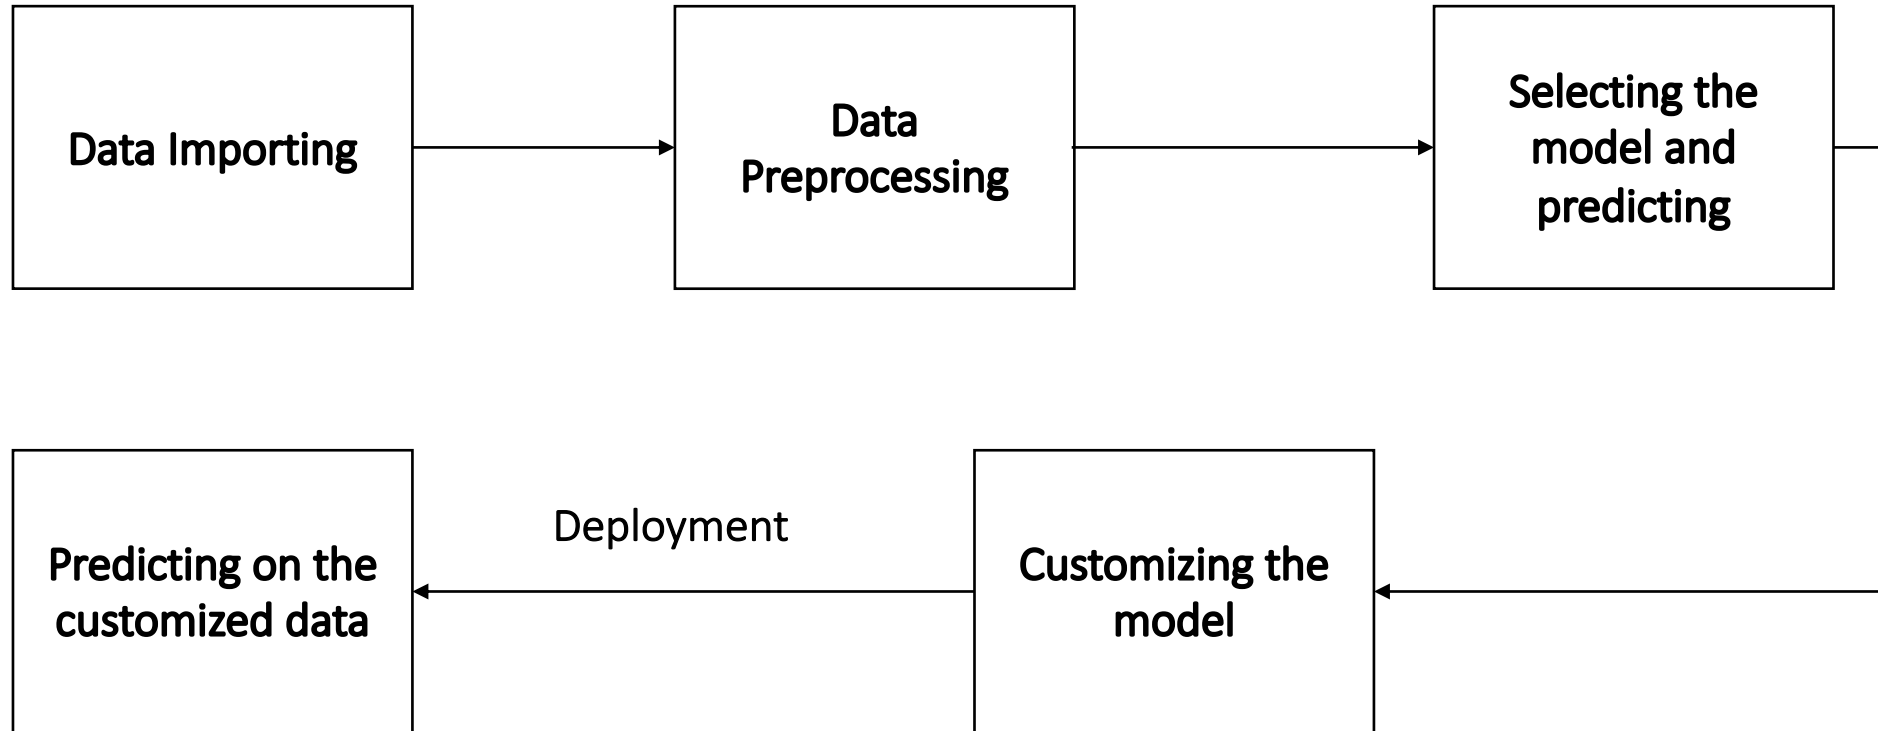 Data Importing
Data
Preprocessing
Selecting the
model and
predicting
Predicting on the
customized data
Deployment
Customizing the
model